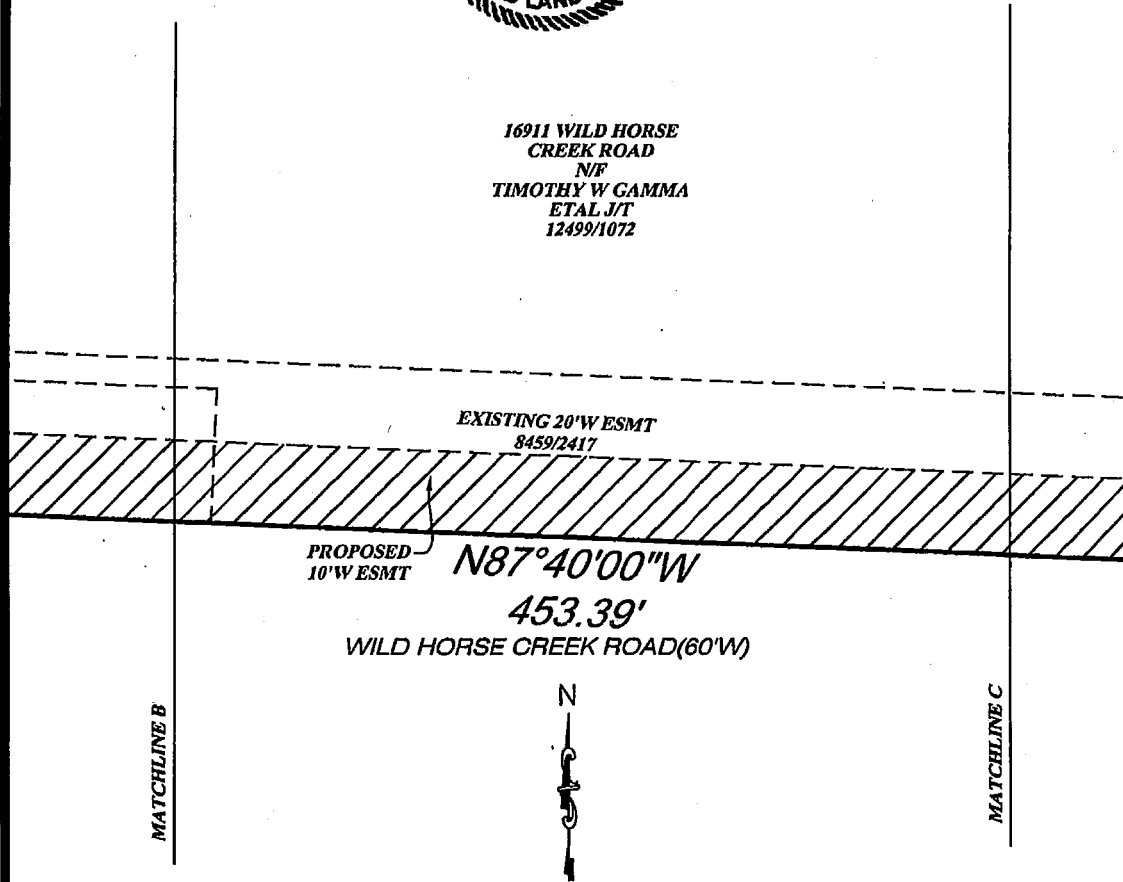 LAND
16911 WILD HORSE
CREEK ROAD
N/F
TIMOTHY W GAMMA
ETAL J/T
12499/1072
EXISTING 20'W ESMT
8459/2417
PROPOSED
10'W ESMT
N87°40'00"W
453.39'
WILD HORSE CREEK ROAD(60'W)
N
MATCHLINE B
MATCHLINE C